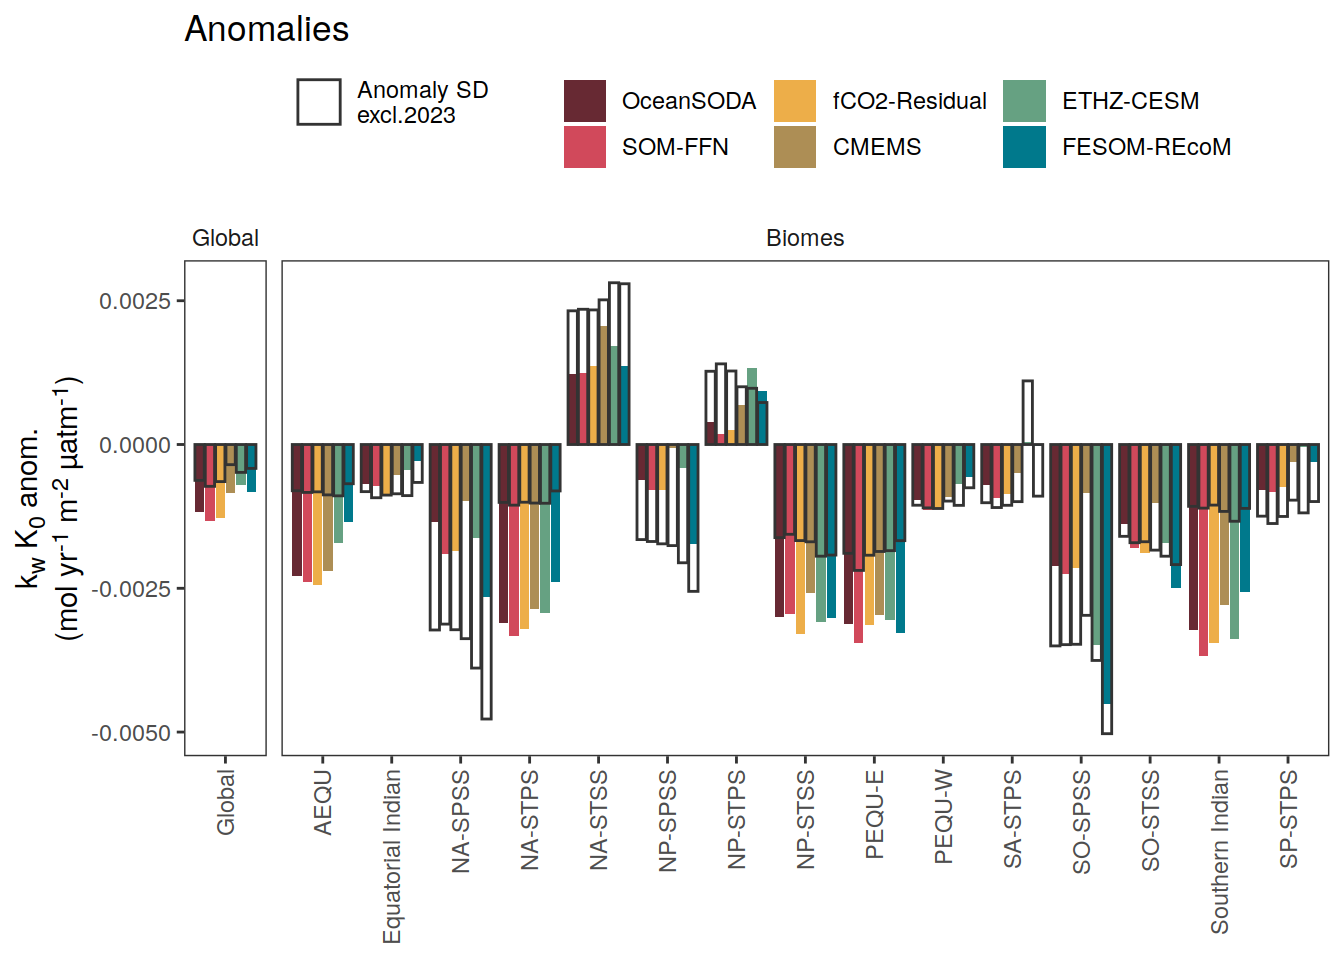 Anomalies
Anomaly SD
excl.2023
OceanSODA
SOM-FFN
fCO2-Residual
CMEMS
ETHZ-CESM
FESOM-REcoM
Global
Biomes
k_w K_0 anom.
(mol yr^-1 m^-2 µatm^-1)
0.0025
0.0000
-0.0025
-0.0050
Global
AEQU
Equatorial Indian
NA-SPSS
NA-STPS
NA-STSS
NP-SPSS
NP-STPS
NP-STSS
PEQU-E
PEQU-W
SA-STPS
SO-SPSS
SO-STSS
Southern Indian
SP-STPS